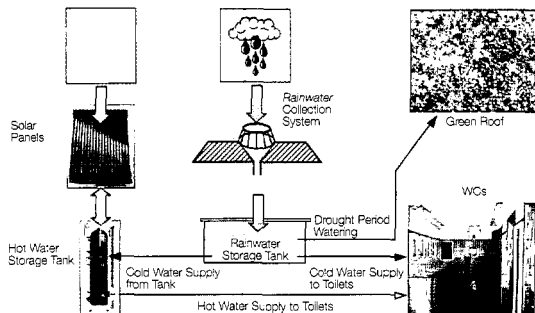 Rainwater
Collection
System
Solar
Panels
Green Roof
WCs
Drought Period
Watering
Hot Water
Storage Tank
Rainwater
Storage Tank
Cold Water Supply
from Tank
Cold Water Supply
to Toilets
Hot Water Supply to Toilets